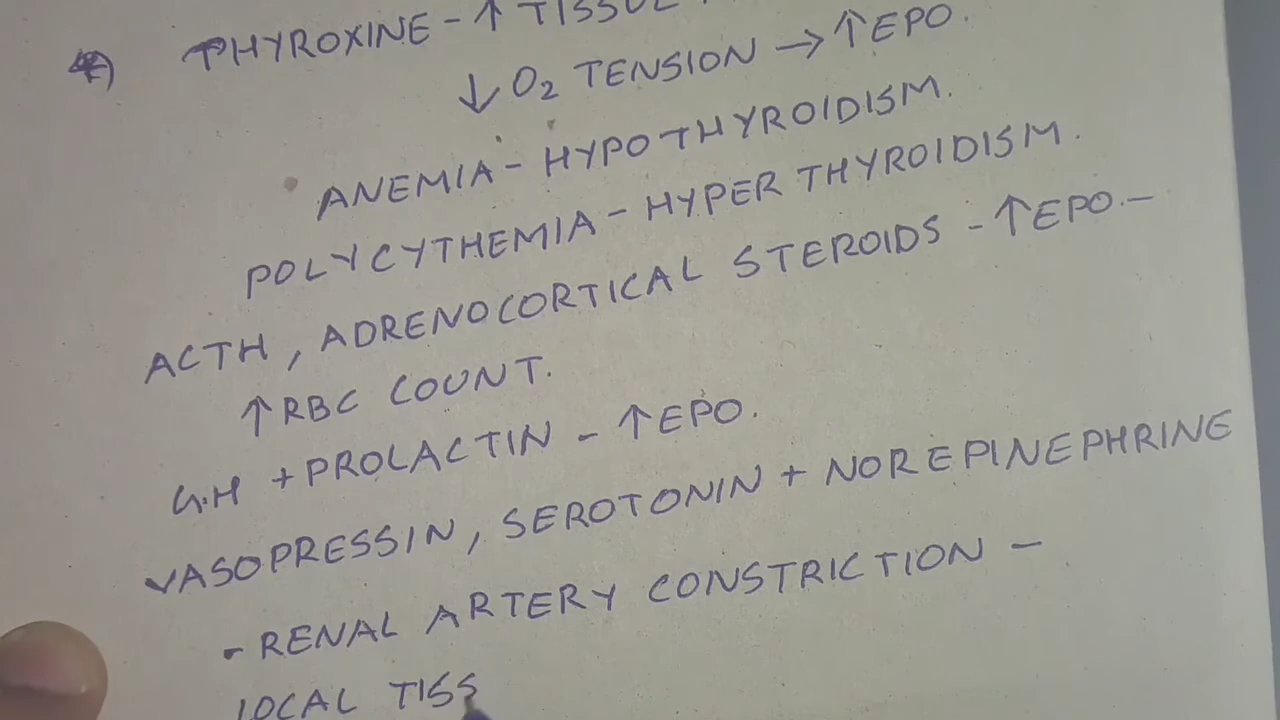 THYROXINE - ↑ TISSUE
↓ O₂ TENSION → ↑EPO.
ANEMIA - HYPOTHYROIDISM.
POLYCYTHEMIA - HYPER THYROIDISM.
ACTH, ADRENOCORTICAL STEROIDS - ↑EPO. -
↑RBC COUNT.
G.H + PROLACTIN - ↑EPO.
VASOPRESSIN, SEROTONIN + NOREPINEPHRINE
- RENAL ARTERY CONSTRICTION -
LOCAL TISS